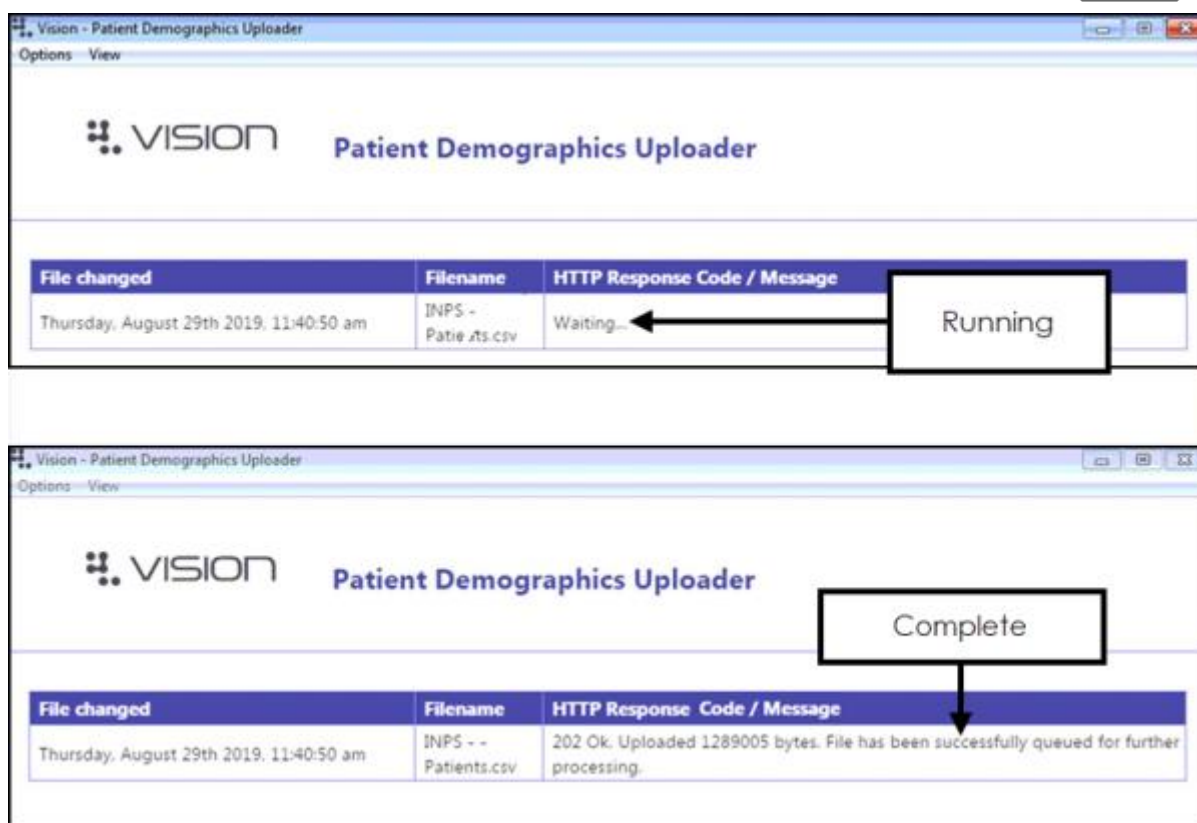 Vision - Patient Demographics Uploader
Options View
VISION
Patient Demographics Uploader
File changed Filename HTTP Response Code / Message
Thursday, August 29th 2019, 11:40:50 am
INPS -
Patie ts.csv
Waiting...
Running
Vision - Patient Demographics Uploader
Options View
VISION
Patient Demographics Uploader
Complete
File changed Filename HTTP Response Code / Message
Thursday, August 29th 2019, 11:40:50 am
INPS - -
Patients.csv
202 Ok. Uploaded 1289005 bytes. File has been successfully queued for further
processing.